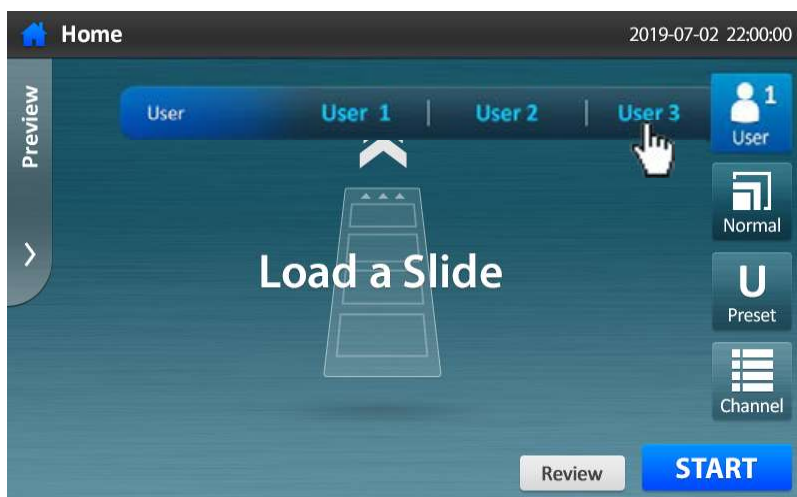 Home
2019-07-02 22:00:00
Preview
User
User 1
User 2
User 3
1
User
Normal
Load a Slide
U
Preset
Channel
Review
START